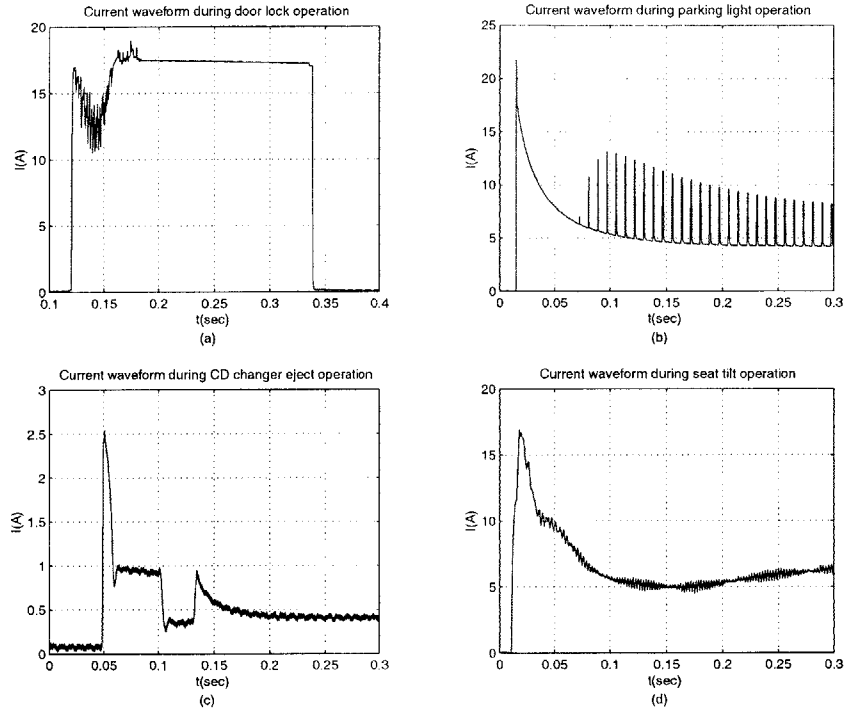 Current waveform during door lock operation
20
15
10
5
0
I(A)
0.1 0.15 0.2 0.25 0.3 0.35 0.4
t(sec)
(a)
Current waveform during parking light operation
25
20
15
10
5
0
I(A)
0 0.05 0.1 0.15 0.2 0.25 0.3
t(sec)
(b)
Current waveform during CD changer eject operation
3
2.5
2
1.5
1
0.5
0
I(A)
0 0.05 0.1 0.15 0.2 0.25 0.3
t(sec)
(c)
Current waveform during seat tilt operation
20
15
10
5
0
I(A)
0 0.05 0.1 0.15 0.2 0.25 0.3
t(sec)
(d)